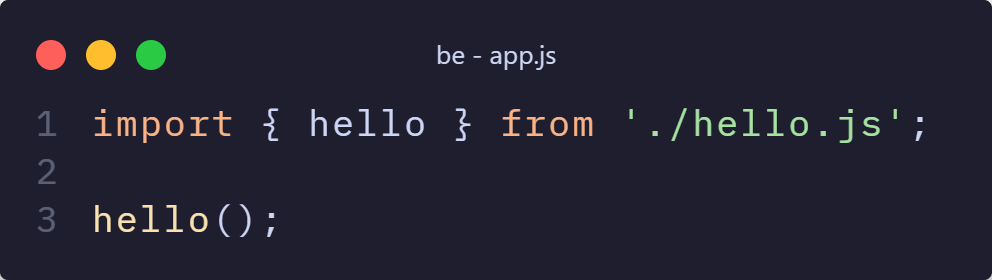 be - app.js
1 import { hello } from './hello.js';
2
3 hello();